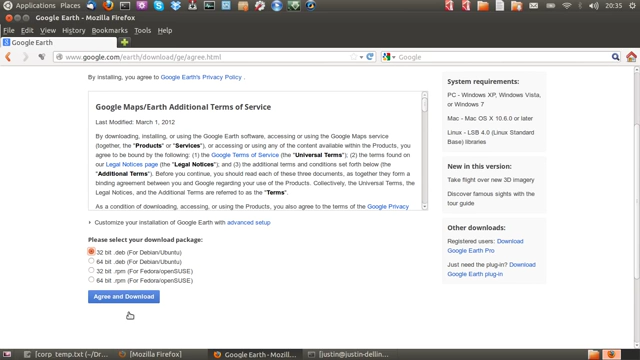 Applications Places
20:35
Google Earth - Mozilla Firefox
File Edit View History Bookmarks Tools Help
Google Earth
www.google.com/earth/download/ge/agree.html
Google
By installing, you agree to Google Earth's Privacy Policy .
Google Maps/Earth Additional Terms of Service
Last Modified: March 1, 2012
By downloading, installing, or using the Google Earth software, accessing or using the Google Maps service
(together, the "Products" or "Services"), or accessing or using any of the content available within the Products, you
agree to be bound by the following: (1) the Google Terms of Service (the "Universal Terms"); (2) the terms found on
our Legal Notices page (the "Legal Notices"); and (3) the additional terms and conditions set forth below (the
"Additional Terms"). Before you continue, you should read each of these three documents, as together they form a
binding agreement between you and Google regarding your use of the Products. Collectively, the Universal Terms, the
Legal Notices, and the Additional Terms are referred to as the "Terms".
As a condition of downloading, accessing, or using the Products, you also agree to the terms of the Google Privacy
Customize your installation of Google Earth with advanced setup
Please select your download package:
32 bit .deb (For Debian/Ubuntu)
64 bit .deb (For Debian/Ubuntu)
32 bit .rpm (For Fedora/openSUSE)
64 bit .rpm (For Fedora/openSUSE)
Agree and Download
System requirements:
PC - Windows XP, Windows Vista,
or Windows 7
Mac - Mac OS X 10.6.0 or later
Linux - LSB 4.0 (Linux Standard
Base) libraries
New in this version:
Take flight over new 3D imagery
Discover famous sights with the
tour guide
Other downloads:
Registered users: Download
Google Earth Pro
Just need the plug-in? Download
Google Earth plug-in
[corp_temp.txt (~/Dr...
[Mozilla Firefox]
Google Earth - Mozill...
[justin@justin-dellin...